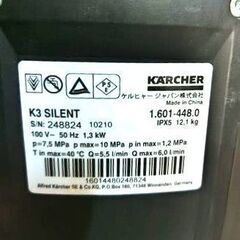 KÄRCHER
ケルヒャー ジャパン株式会社
Made in China
K3 SILENT
1.601-448.0
S/N: 248824 10210
IPX5 12,1 kg
100 V~ 50 Hz 1,3 kW
p=7,5 MPa p max=10 MPa p in max=1,2 MPa
T in max=40 °C Q=5,5 l/min Q max=6,0 l/min
16014480248824
Alfred Kärcher SE & Co. KG, P.O.Box 160, 71349 Winnenden, Germany